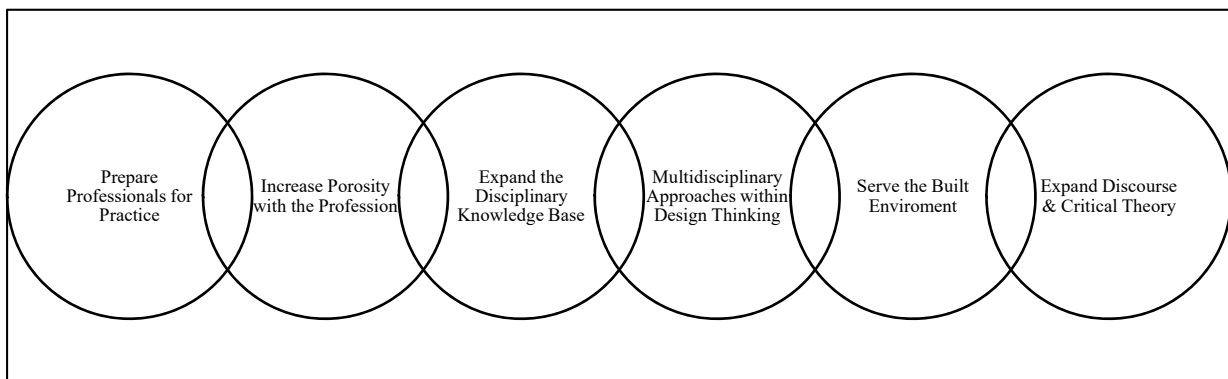 Prepare
Professionals for
Practice
Increase Porosity
with the Profession
Expand the
Disciplinary
Knowledge Base
Multidisciplinary
Approaches within
Design Thinking
Serve the Built
Enviroment
Expand Discourse
& Critical Theory